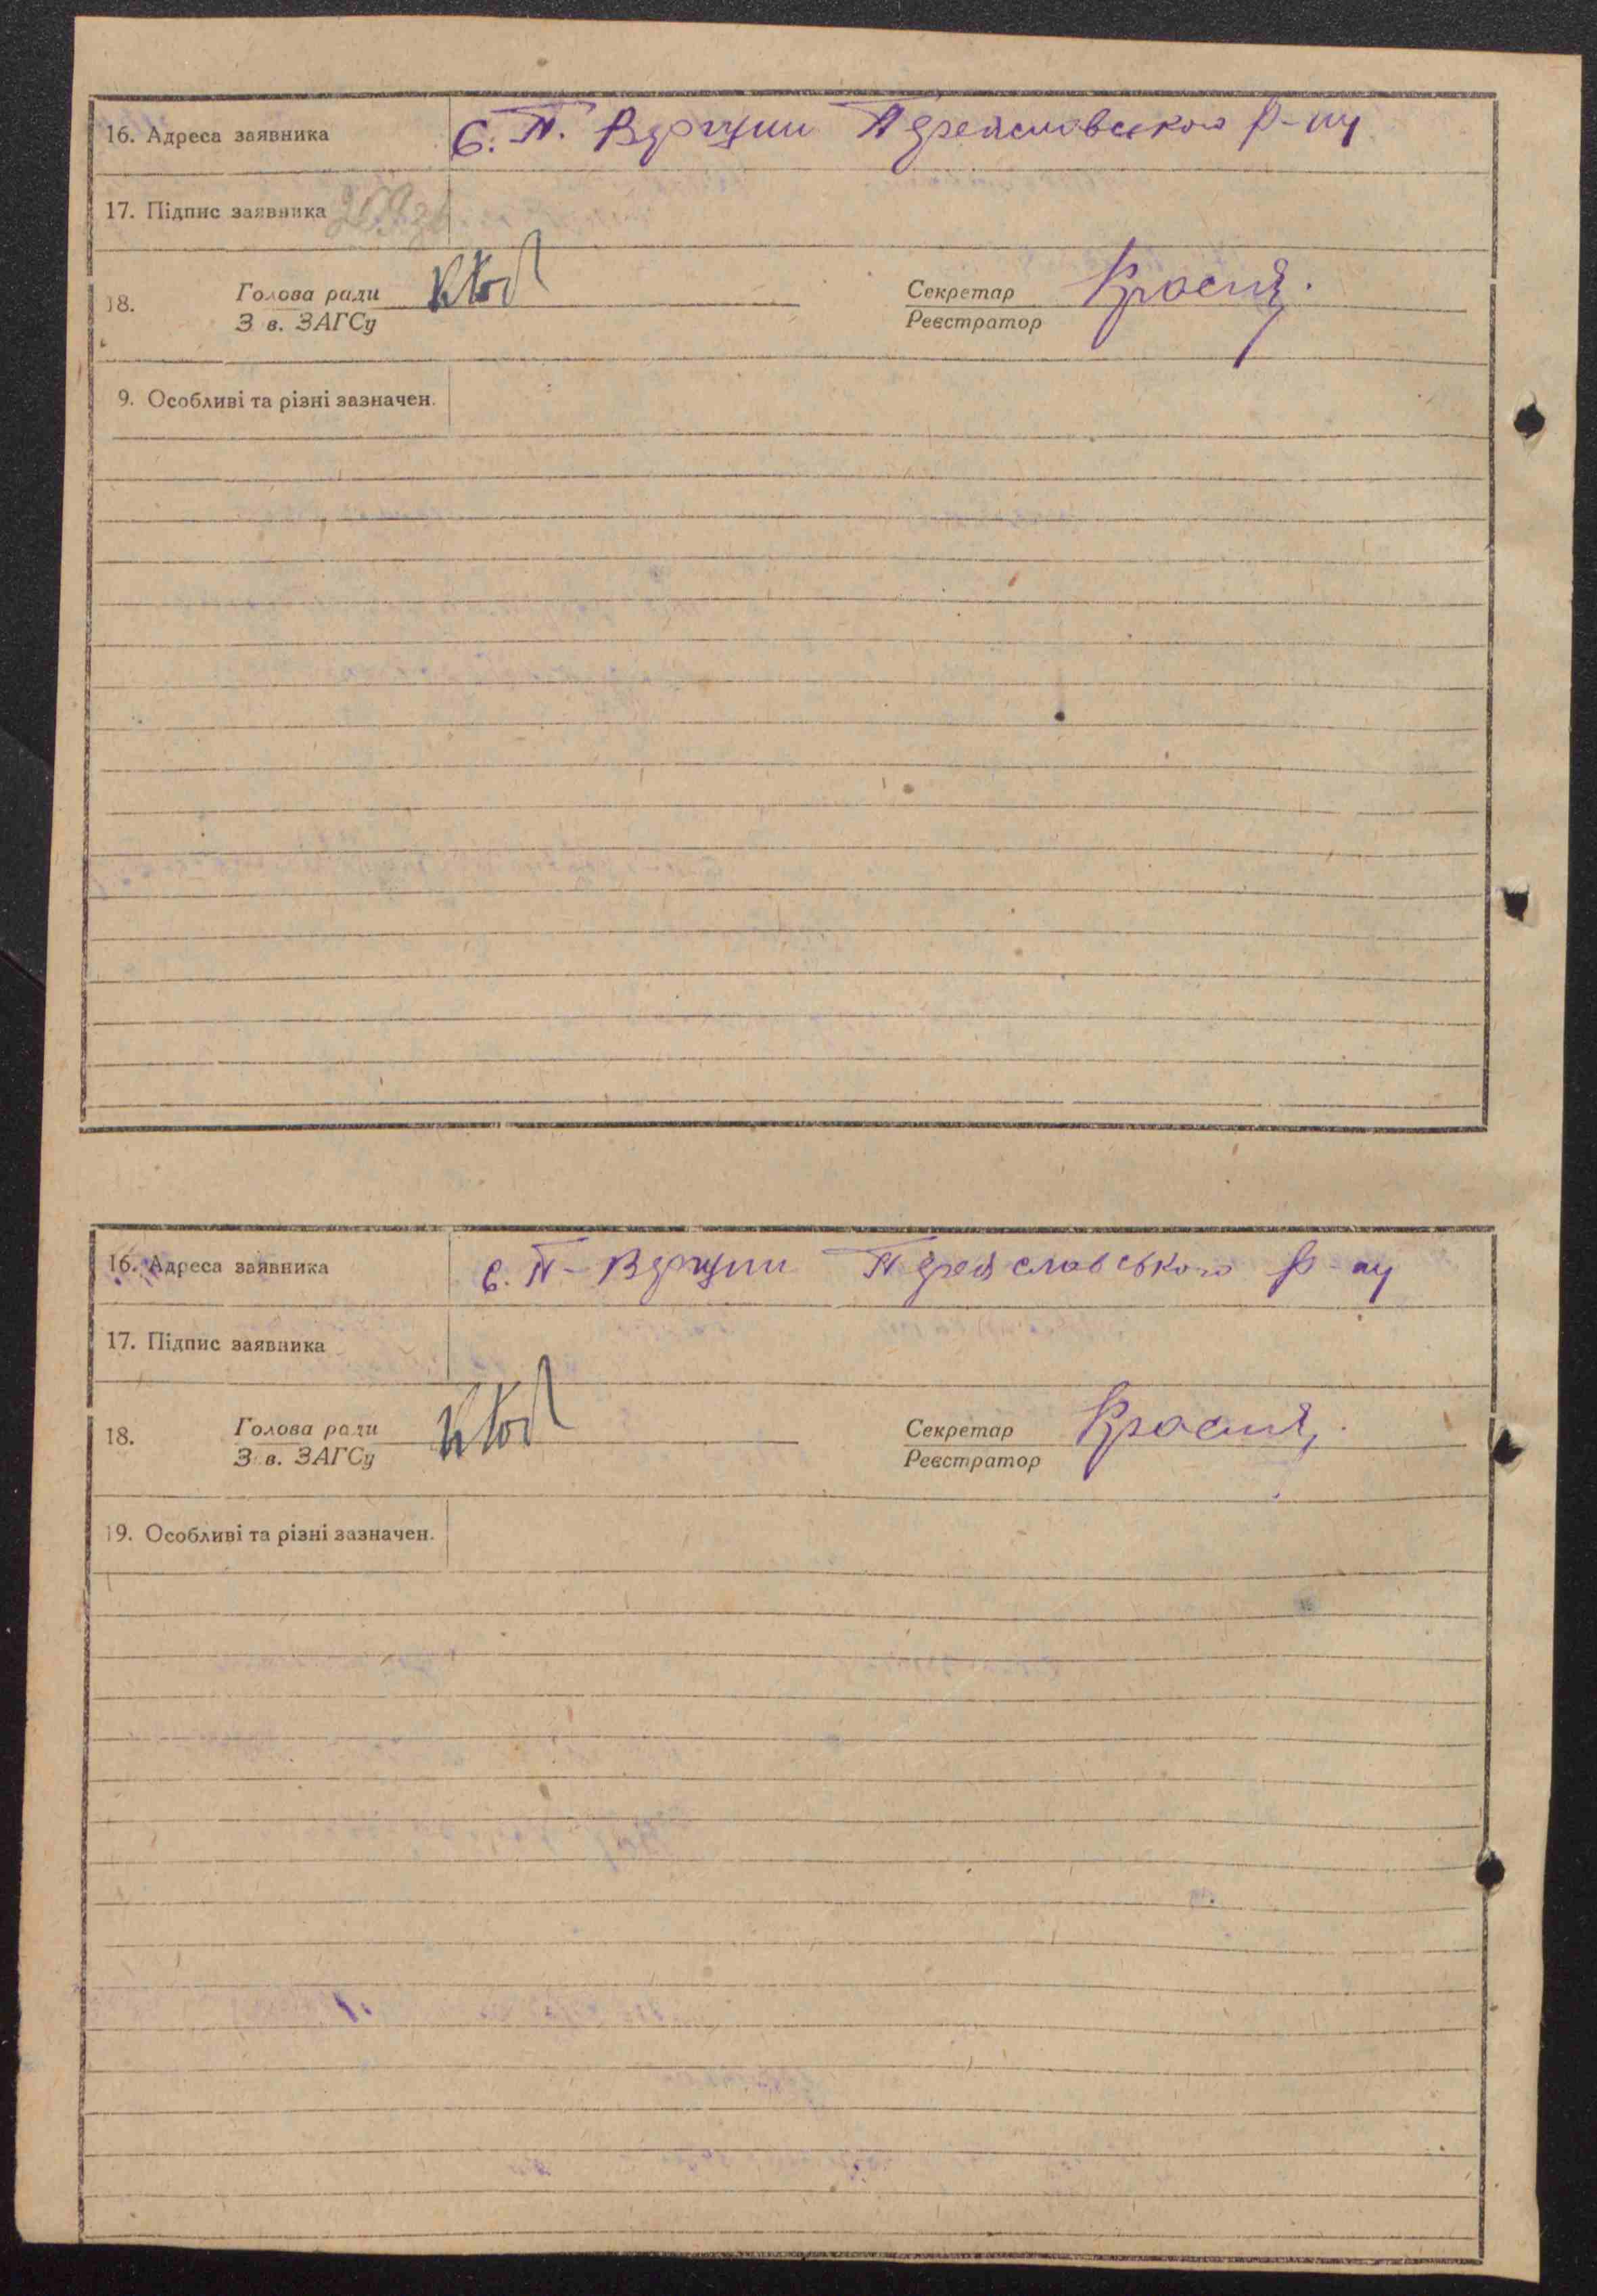 16. Адреса заявника С. П. Вергуни Переяславського р-ну
17. Підпис заявника
18. Голова ради Секретар
З в. ЗАГСу Реєстратор
9. Особливі та різні зазначен.
16. Адреса заявника с. П-Вергуни Переяславського р-ну
17. Підпис заявника
18. Голова ради Секретар
З в. ЗАГСу Реєстратор
19. Особливі та різні зазначен.